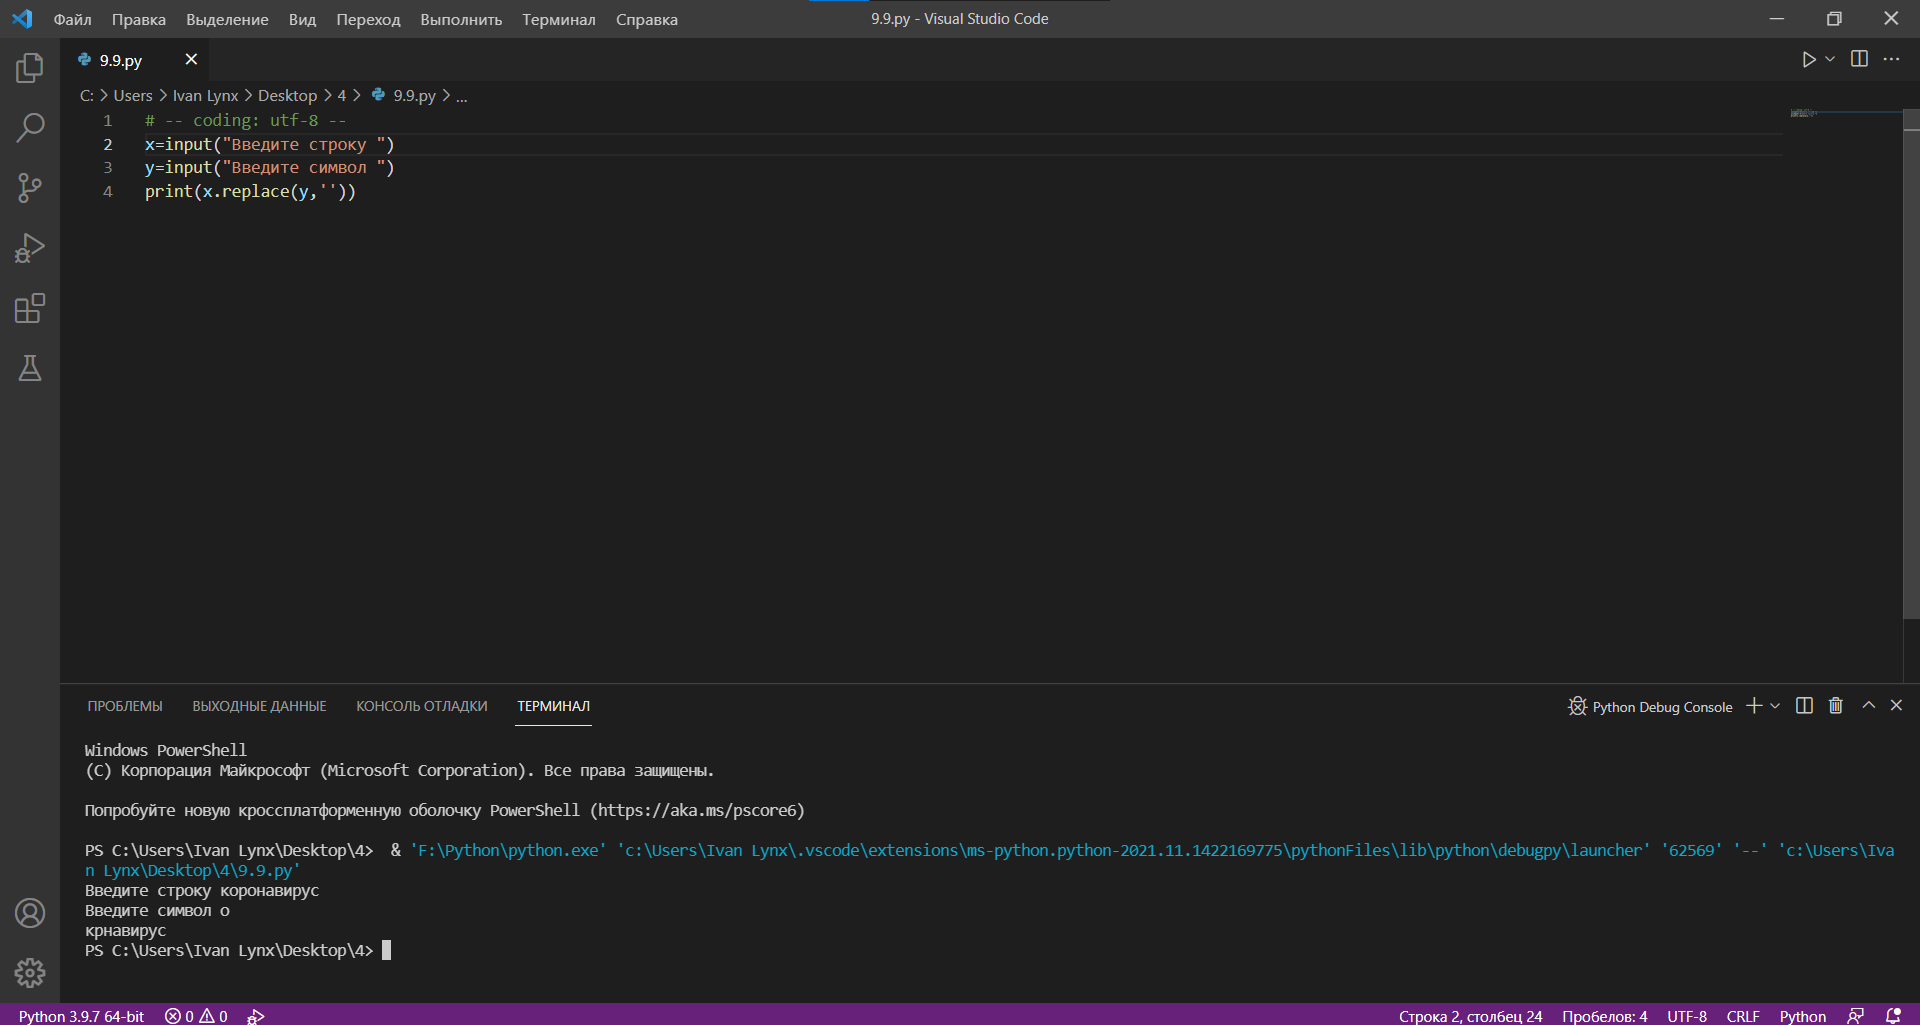 Файл Правка Выделение Вид Переход Выполнить Терминал Справка 9.9.py - Visual Studio Code
9.9.py
C: > Users > Ivan Lynx > Desktop > 4 > 9.9.py > ...
1 # -- coding: utf-8 --
2 x=input("Введите строку ")
3 y=input("Введите символ ")
4 print(x.replace(y,''))
ПРОБЛЕМЫ ВЫХОДНЫЕ ДАННЫЕ КОНСОЛЬ ОТЛАДКИ ТЕРМИНАЛ Python Debug Console
Windows PowerShell
(C) Корпорация Майкрософт (Microsoft Corporation). Все права защищены.
Попробуйте новую кроссплатформенную оболочку PowerShell (https://aka.ms/pscore6)
PS C:\Users\Ivan Lynx\Desktop\4>  & 'F:\Python\python.exe' 'c:\Users\Ivan Lynx\.vscode\extensions\ms-python.python-2021.11.1422169775\pythonFiles\lib\python\debugpy\launcher' '62569' '--' 'c:\Users\Iva
n Lynx\Desktop\4\9.9.py'
Введите строку коронавирус
Введите символ о
крнавирус
PS C:\Users\Ivan Lynx\Desktop\4>
Python 3.9.7 64-bit 0 0 Строка 2, столбец 24 Пробелов: 4 UTF-8 CRLF Python